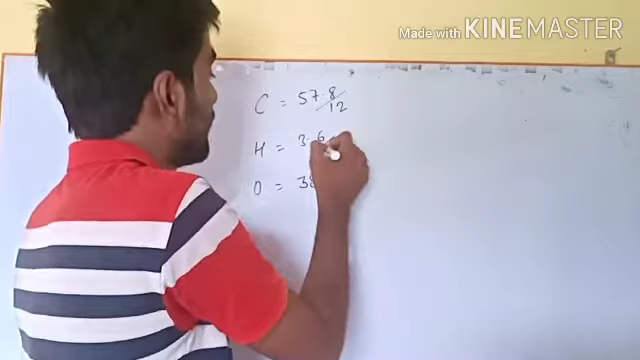 Made with KINEMASTER
C = 57.8/12
H = 3.6
O = 38